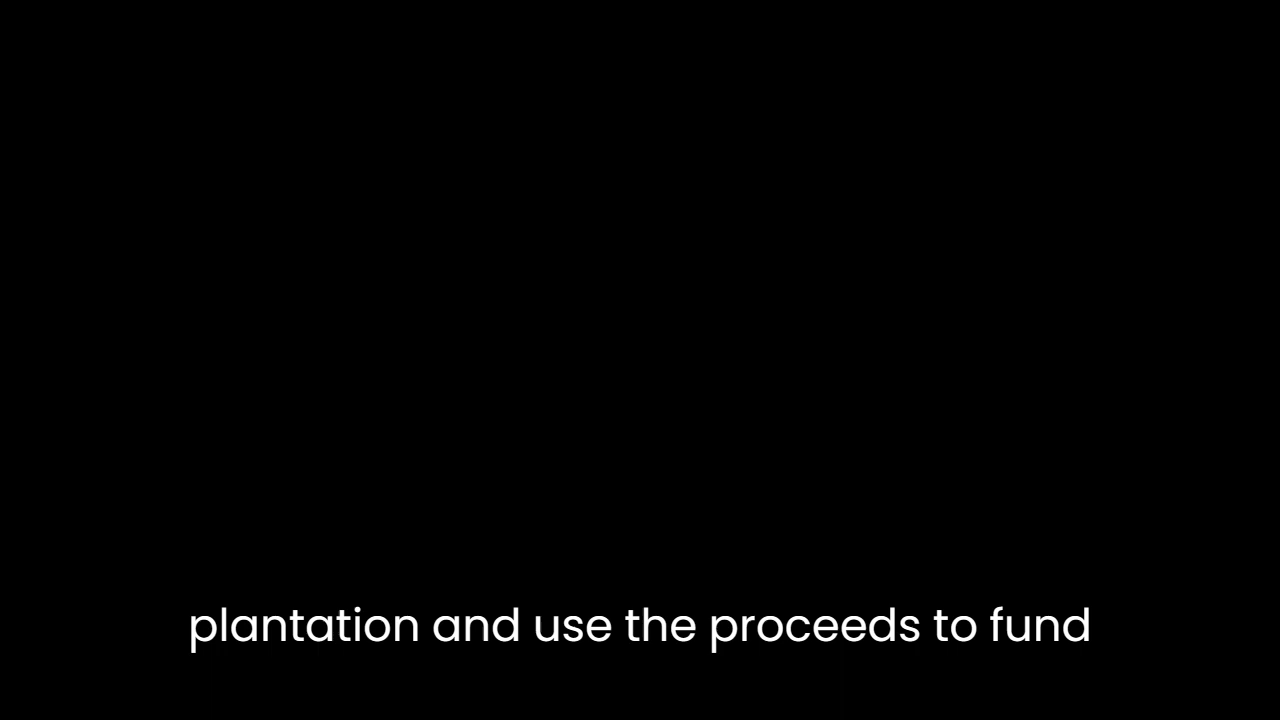 plantation and use the proceeds to fund